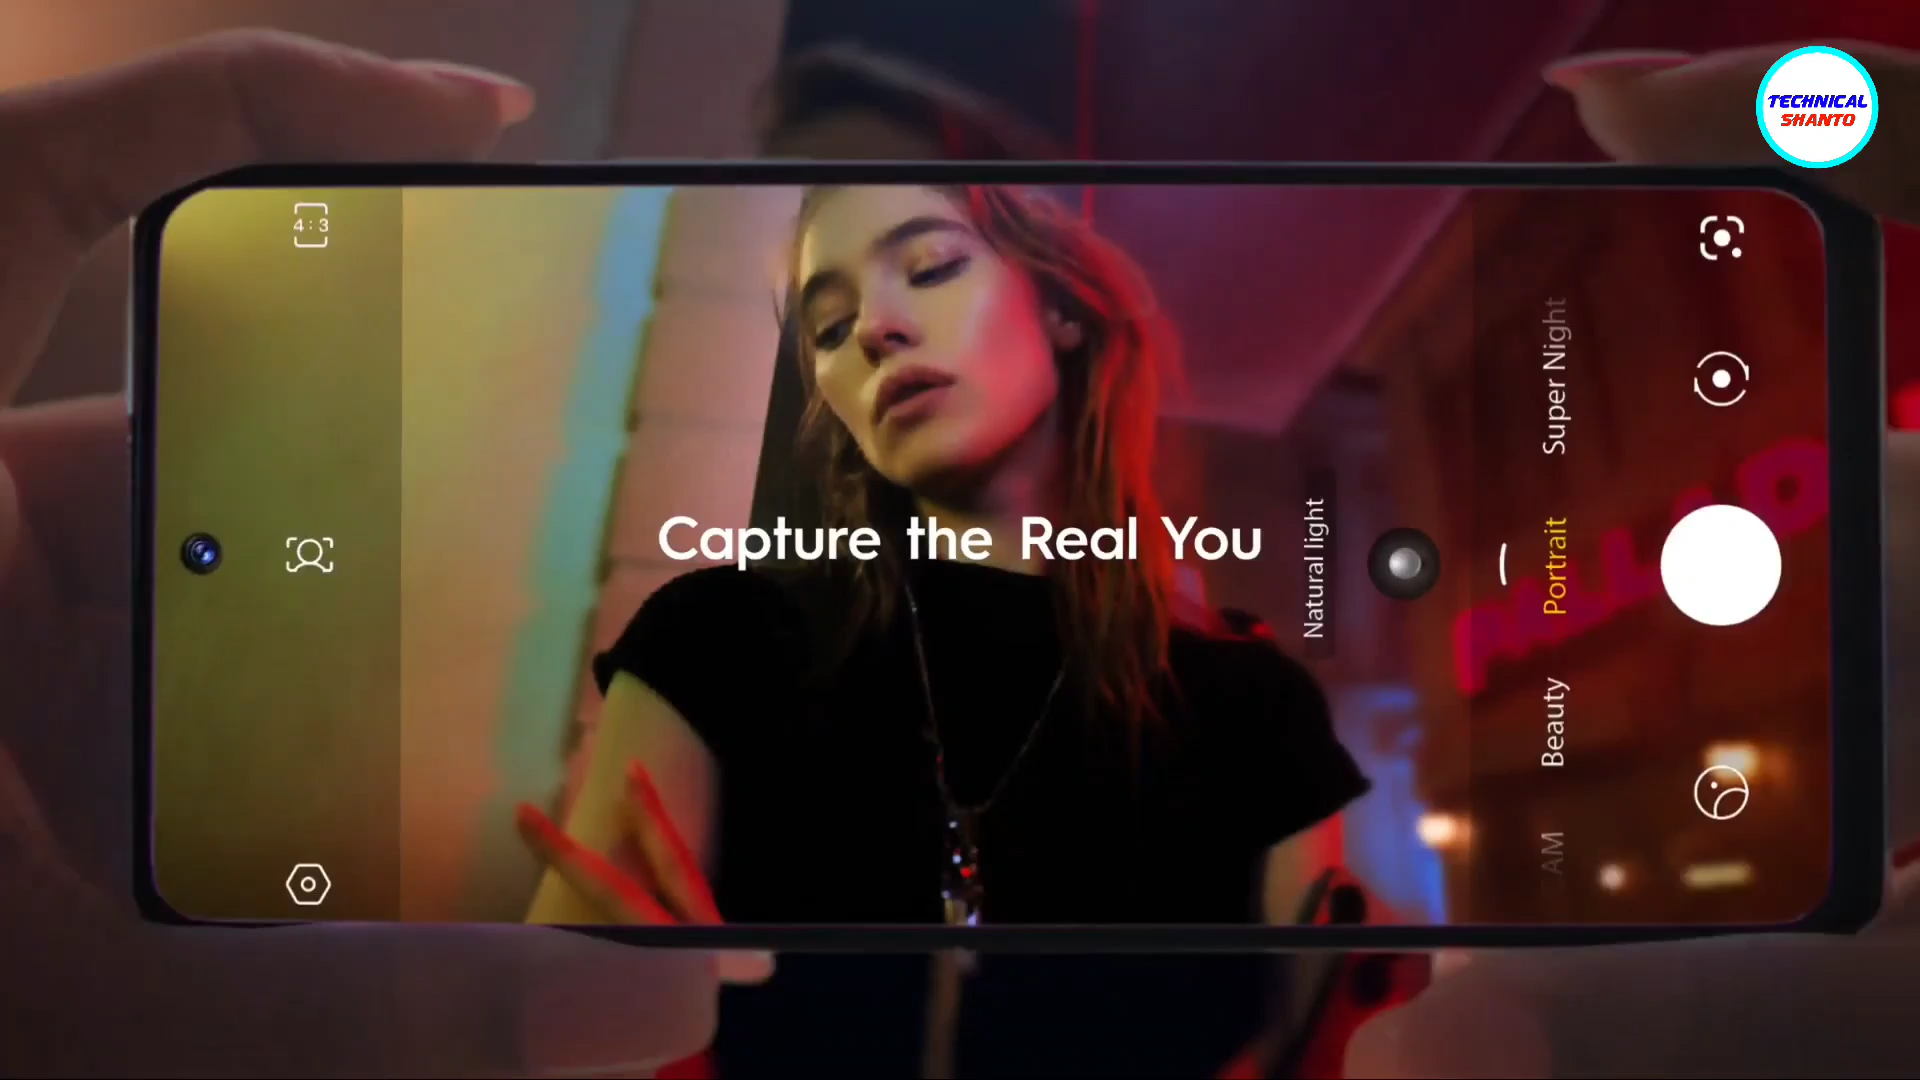 TECHNICAL
SHANTO
4:3
Capture the Real You
Natural light
Super Night
Portrait
Beauty
AM